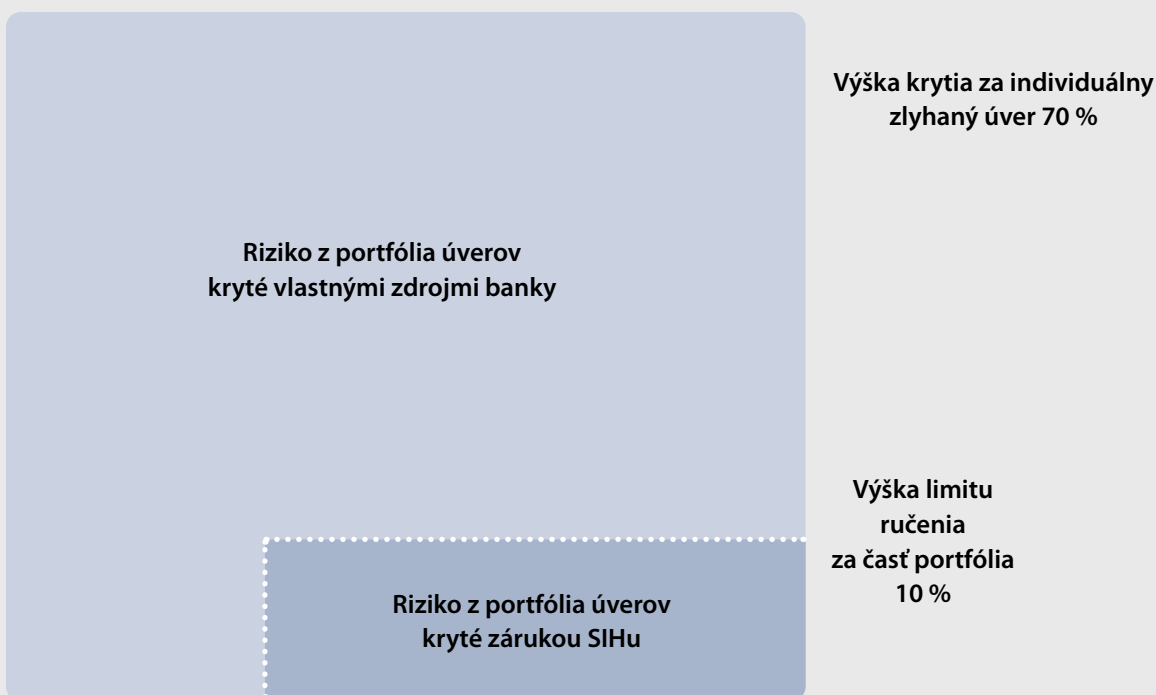 Výška krytia za individuálny
zlyhaný úver 70 %
Riziko z portfólia úverov
kryté vlastnými zdrojmi banky
Výška limitu
ručenia
za časť portfólia
10 %
Riziko z portfólia úverov
kryté zárukou SIHu